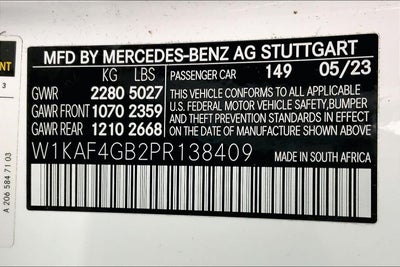 MFD BY MERCEDES-BENZ AG STUTTGART
KG LBS PASSENGER CAR 149 05/23
GVWR 2280 5027
GAWR FRONT 1070 2359
GAWR REAR 1210 2668
THIS VEHICLE CONFORMS TO ALL APPLICABLE
U.S. FEDERAL MOTOR VEHICLE SAFETY, BUMPER
AND THEFT PREVENTION STANDARDS IN EFFECT
ON THE DATE OF MANUFACTURE SHOWN ABOVE.
W1KAF4GB2PR138409 MADE IN SOUTH AFRICA
A 206 584 71 03
3